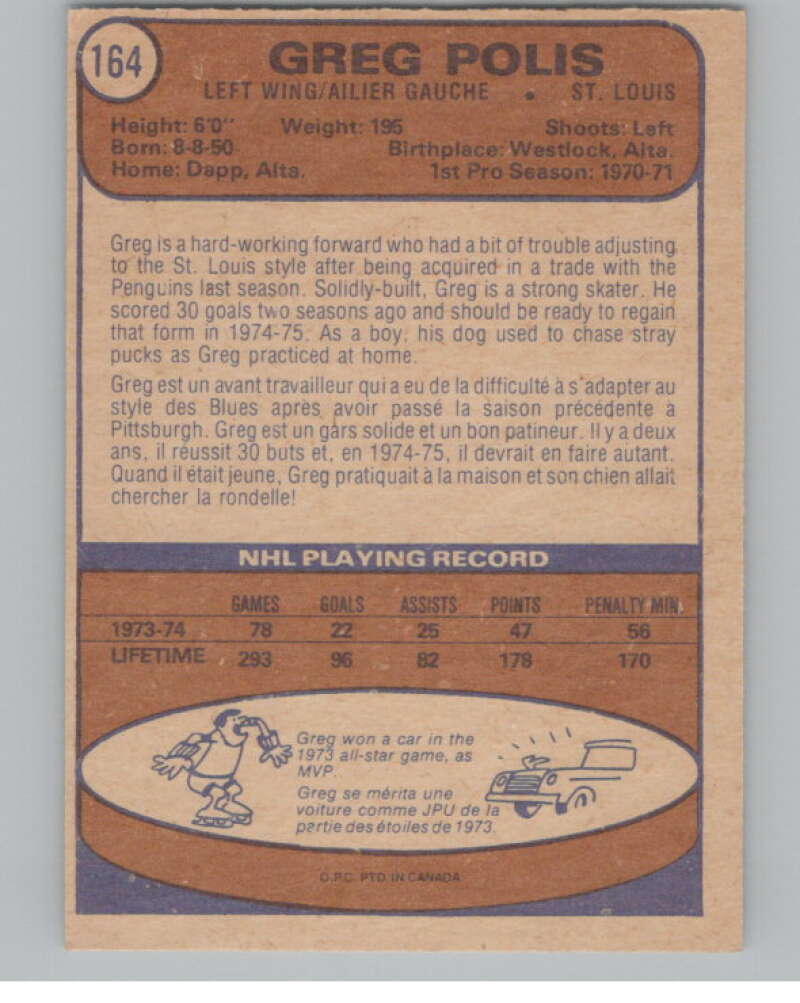 164
GREG POLIS
LEFT WING/AILIER GAUCHE • ST. LOUIS
Height: 6'0" Weight: 195 Shoots: Left
Born: 8-8-50 Birthplace: Westlock, Alta.
Home: Dapp, Alta. 1st Pro Season: 1970-71
Greg is a hard-working forward who had a bit of trouble adjusting
to the St. Louis style after being acquired in a trade with the
Penguins last season. Solidly-built, Greg is a strong skater. He
scored 30 goals two seasons ago and should be ready to regain
that form in 1974-75. As a boy, his dog used to chase stray
pucks as Greg practiced at home.
Greg est un avant travailleur qui a eu de la difficulté à s'adapter au
style des Blues après avoir passé la saison précédente à
Pittsburgh. Greg est un gars solide et un bon patineur. Il y a deux
ans, il réussit 30 buts et, en 1974-75, il devrait en faire autant.
Quand il était jeune, Greg pratiquait à la maison et son chien allait
chercher la rondelle!
NHL PLAYING RECORD
GAMES GOALS ASSISTS POINTS PENALTY MIN.
1973-74 78 22 25 47 56
LIFETIME 293 96 82 178 170
Greg won a car in the
1973 all-star game, as
MVP.
Greg se mérita une
voiture comme JPU de la
partie des étoiles de 1973.
O.P.C. PTD. IN CANADA